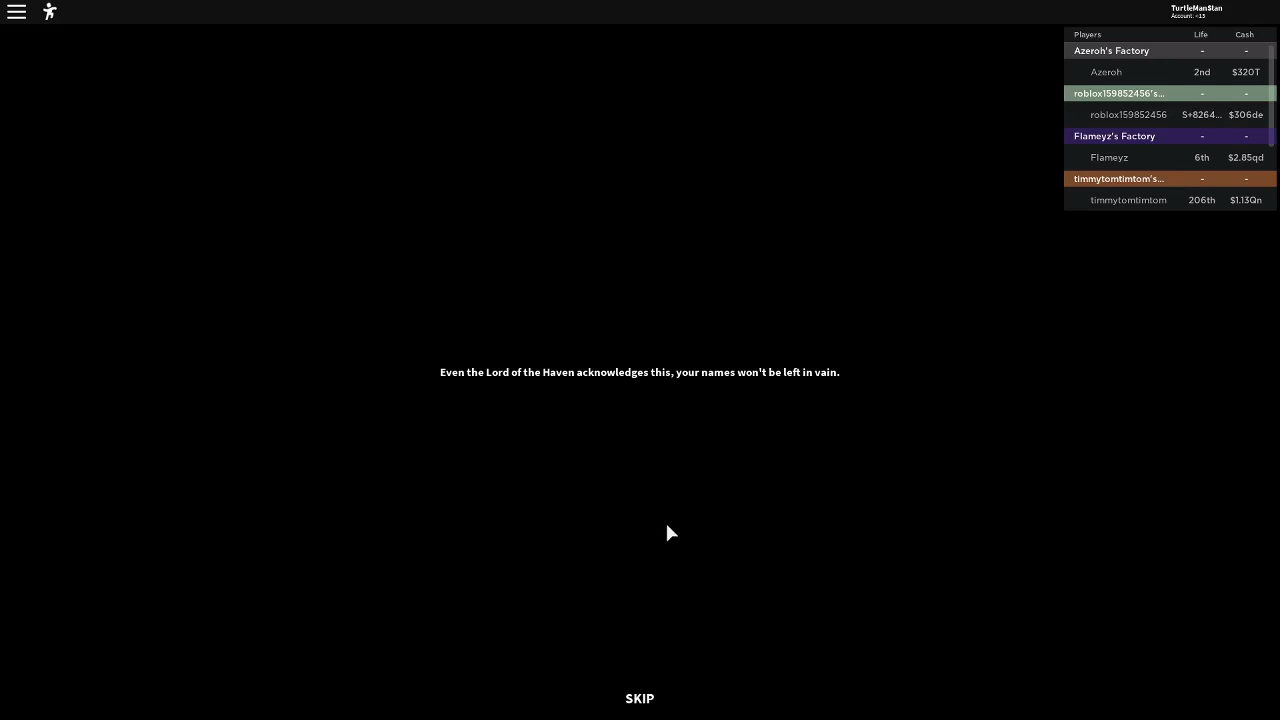 TurtleManStan
Account: <13
Players Life Cash
Azeroh's Factory - -
Azeroh 2nd $320T
roblox159852456's... - -
roblox159852456 S+8264... $306de
Flameyz's Factory - -
Flameyz 6th $2.85qd
timmytomtimtom's... - -
timmytomtimtom 206th $1.13Qn
Even the Lord of the Haven acknowledges this, your names won't be left in vain.
SKIP